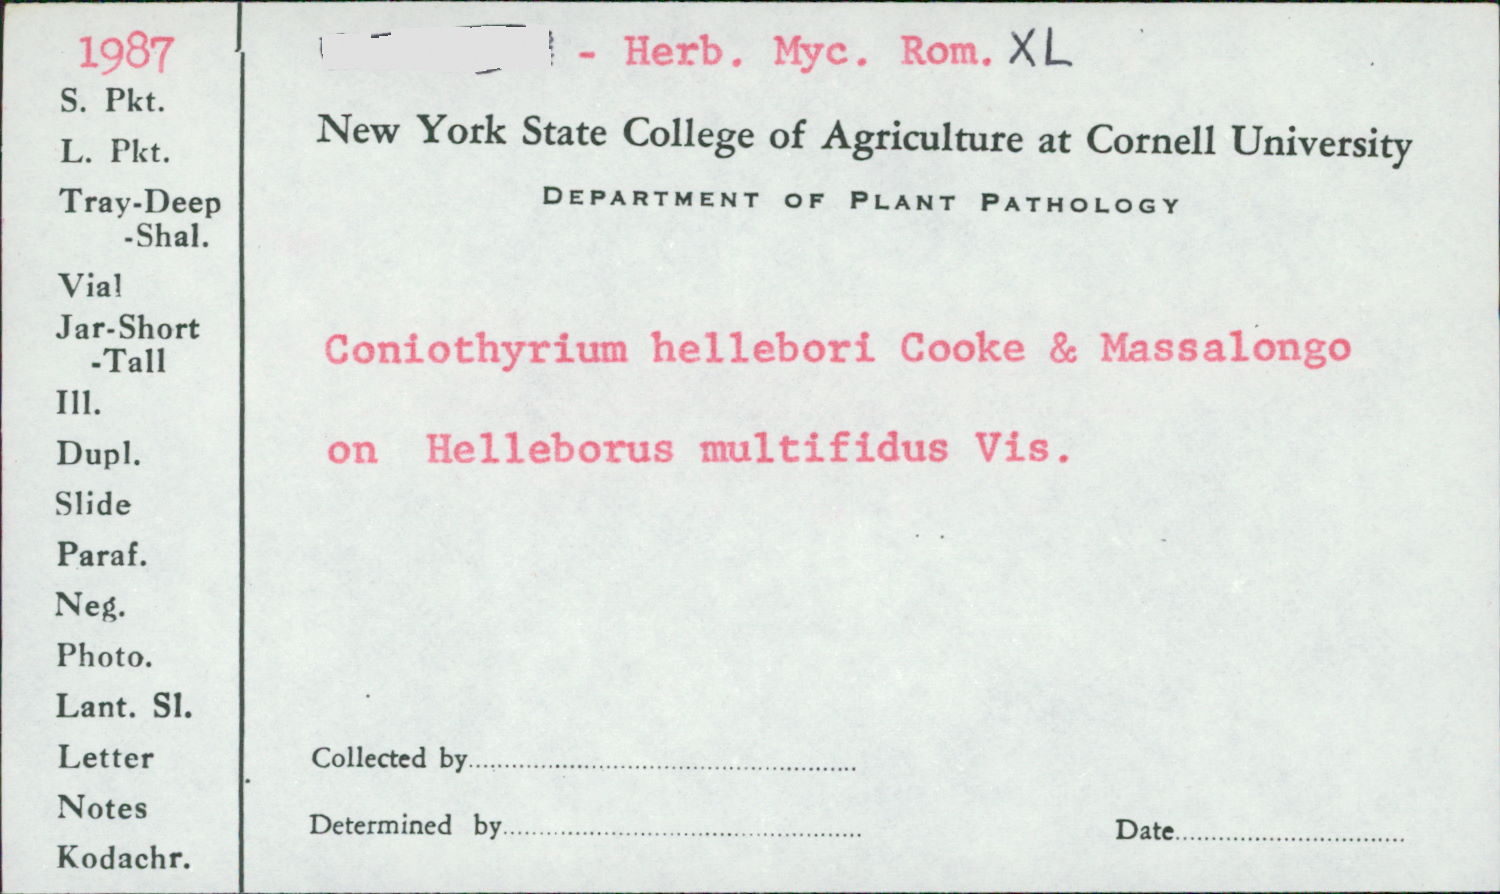 1987
- Herb. Myc. Rom. XL
New York State College of Agriculture at Cornell University
DEPARTMENT OF PLANT PATHOLOGY
S. Pkt.
L. Pkt.
Tray-Deep
-Shal.
Vial
Jar-Short
-Tall
Ill.
Dupl.
Slide
Paraf.
Neg.
Photo.
Lant. Sl.
Letter
Notes
Kodachr.
Coniothyrium hellebori Cooke & Massalongo
on Helleborus multifidus Vis.
Collected by
Determined by
Date